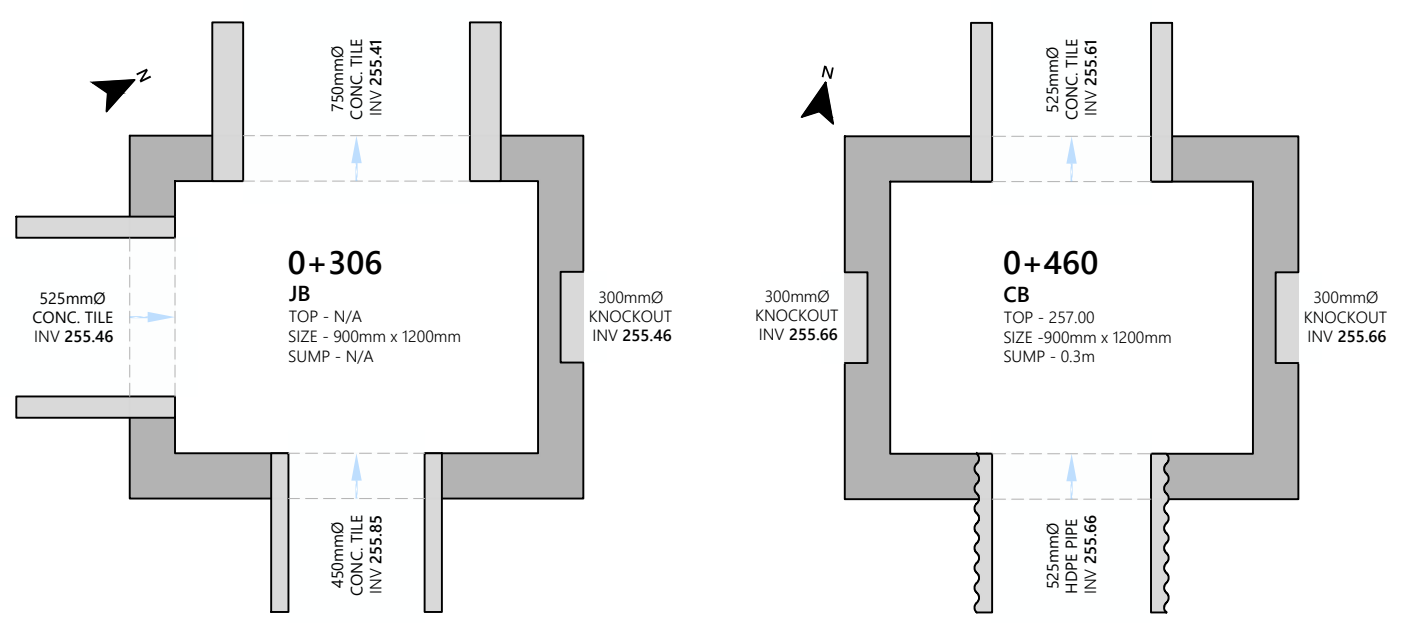 N
750mmØ
CONC. TILE
INV 255.41
525mmØ
CONC. TILE
INV 255.46
0+306
JB
TOP - N/A
SIZE - 900mm x 1200mm
SUMP - N/A
300mmØ
KNOCKOUT
INV 255.46
450mmØ
CONC. TILE
INV 255.85
N
525mmØ
CONC. TILE
INV 255.61
300mmØ
KNOCKOUT
INV 255.66
0+460
CB
TOP - 257.00
SIZE -900mm x 1200mm
SUMP - 0.3m
300mmØ
KNOCKOUT
INV 255.66
525mmØ
HDPE PIPE
INV 255.66